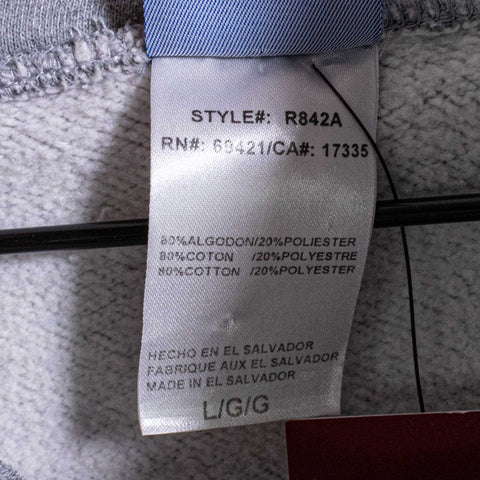 STYLE#: R842A
RN#: 69421/CA#: 17335
80%ALGODON/20%POLIESTER
80%COTON /20%POLYESTRE
80%COTTON /20%POLYESTER
HECHO EN EL SALVADOR
FABRIQUE AUX EL SALVADOR
MADE IN EL SALVADOR
L/G/G